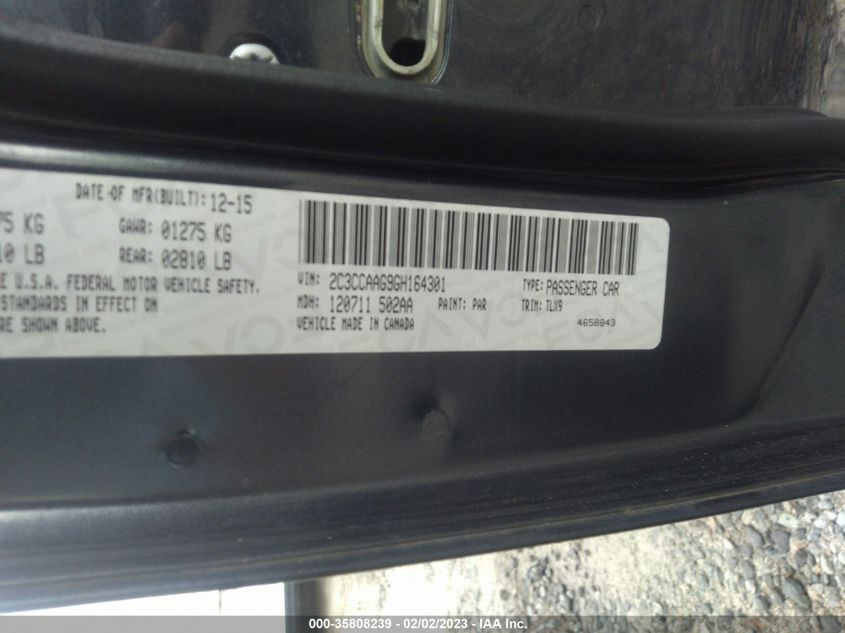 DATE-OF MFR(BUILT): 12-15
75 KG GAWR: 01275 KG
10 LB REAR: 02810 LB
E U.S.A. FEDERAL MOTOR VEHICLE SAFETY.
STANDARDS IN EFFECT ON
RE SHOWN ABOVE.
VIN: 2C3CCAAG9GH164301 TYPE: PASSENGER CAR
MDH: 120711 502AA PAINT: PAR TRIM: TLX9
VEHICLE MADE IN CANADA 4658843
000-35808239 - 02/02/2023 - IAA Inc.